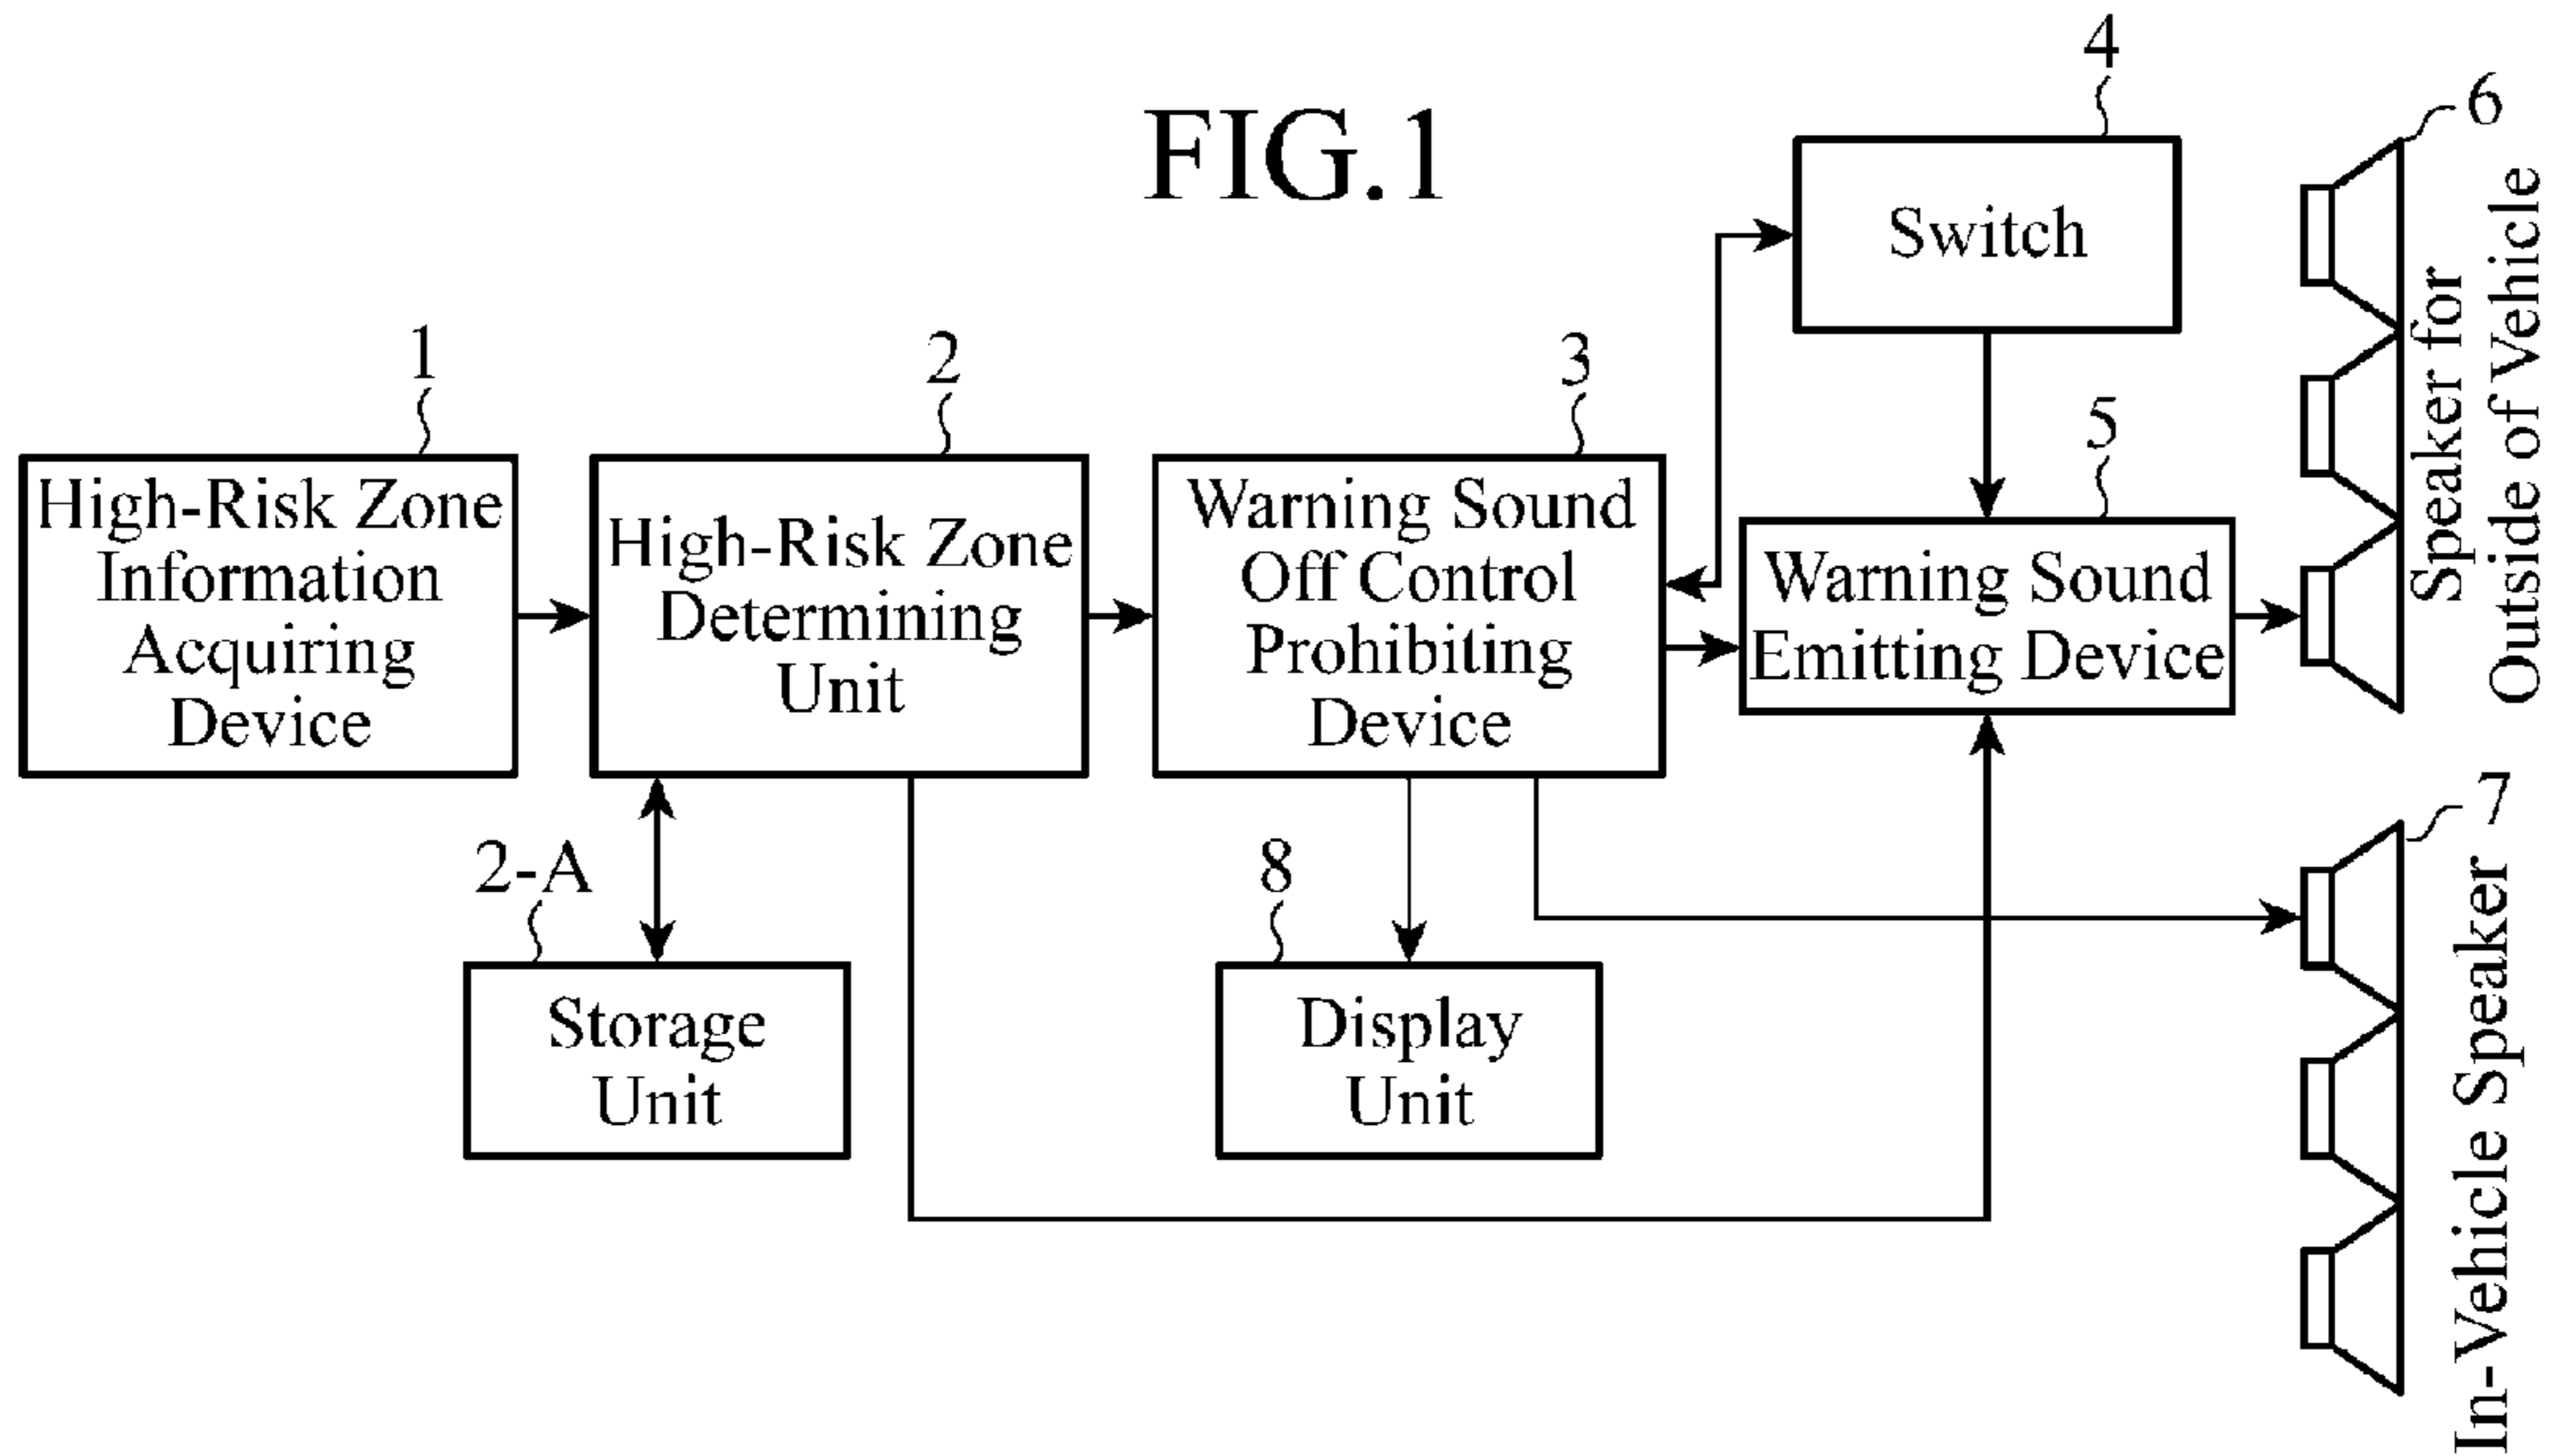 FIG.1
1
High-Risk Zone
Information
Acquiring
Device
2
High-Risk Zone
Determining
Unit
3
Warning Sound
Off Control
Prohibiting
Device
4
Switch
5
Warning Sound
Emitting Device
6
Speaker for
Outside of Vehicle
2-A
Storage
Unit
8
Display
Unit
7
In-Vehicle Speaker